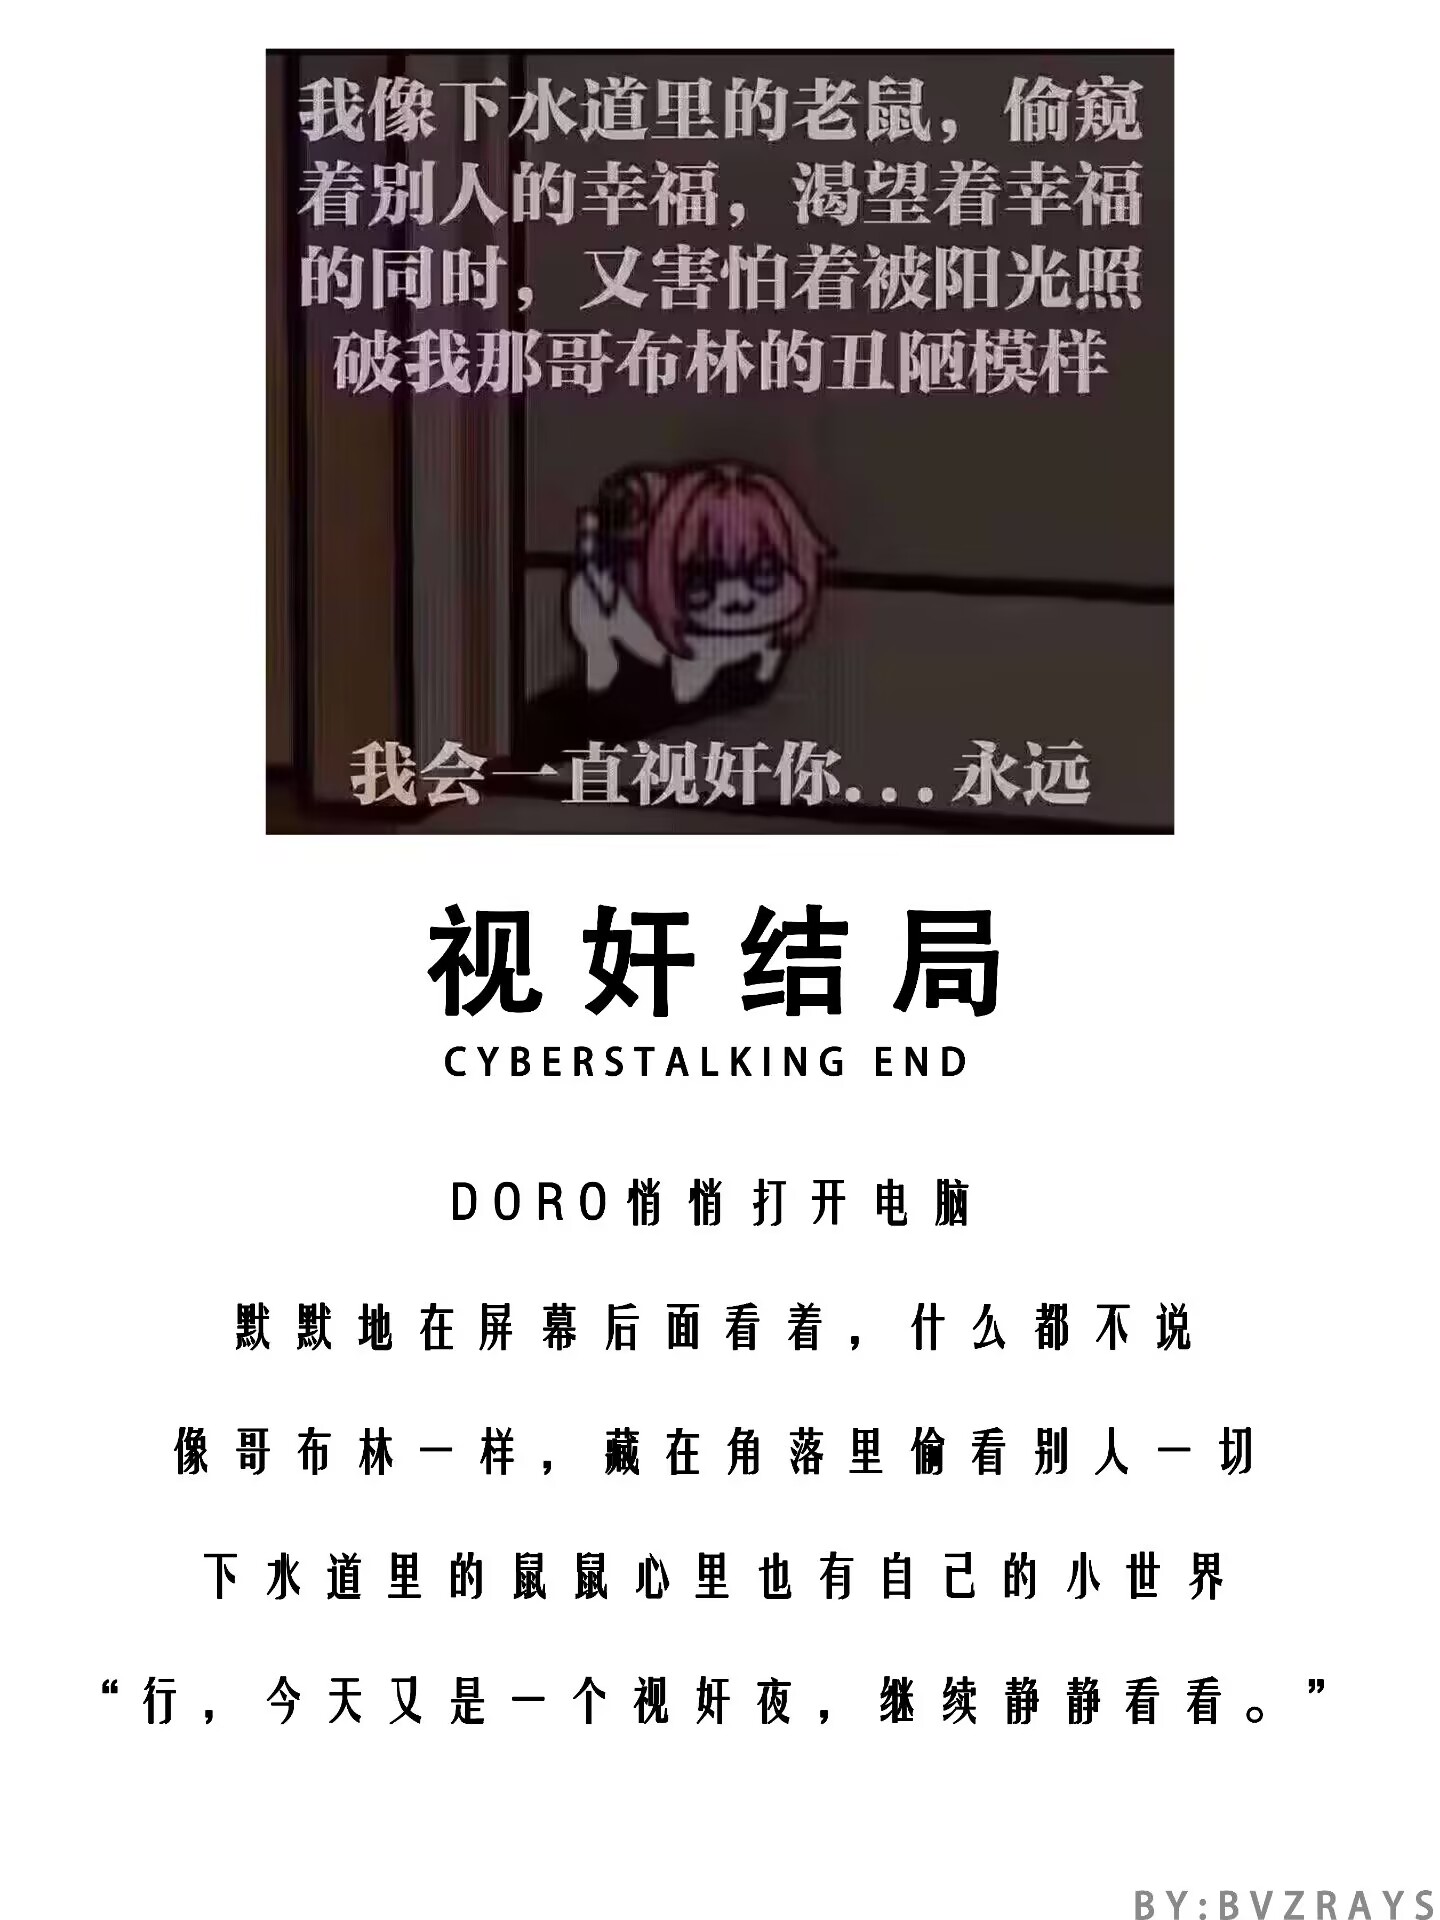 我像下水道里的老鼠，偷窥
着别人的幸福，渴望着幸福
的同时，又害怕着被阳光照
破我那哥布林的丑陋模样
我会一直视奸你...永远
视奸结局
CYBERSTALKING END
DORO悄悄打开电脑
默默地在屏幕后面看着，什么都不说
像哥布林一样，藏在角落里偷看别人一切
下水道里的鼠鼠心里也有自己的小世界
“行，今天又是一个视奸夜，继续静静看看。”
BY:BVZRAYS